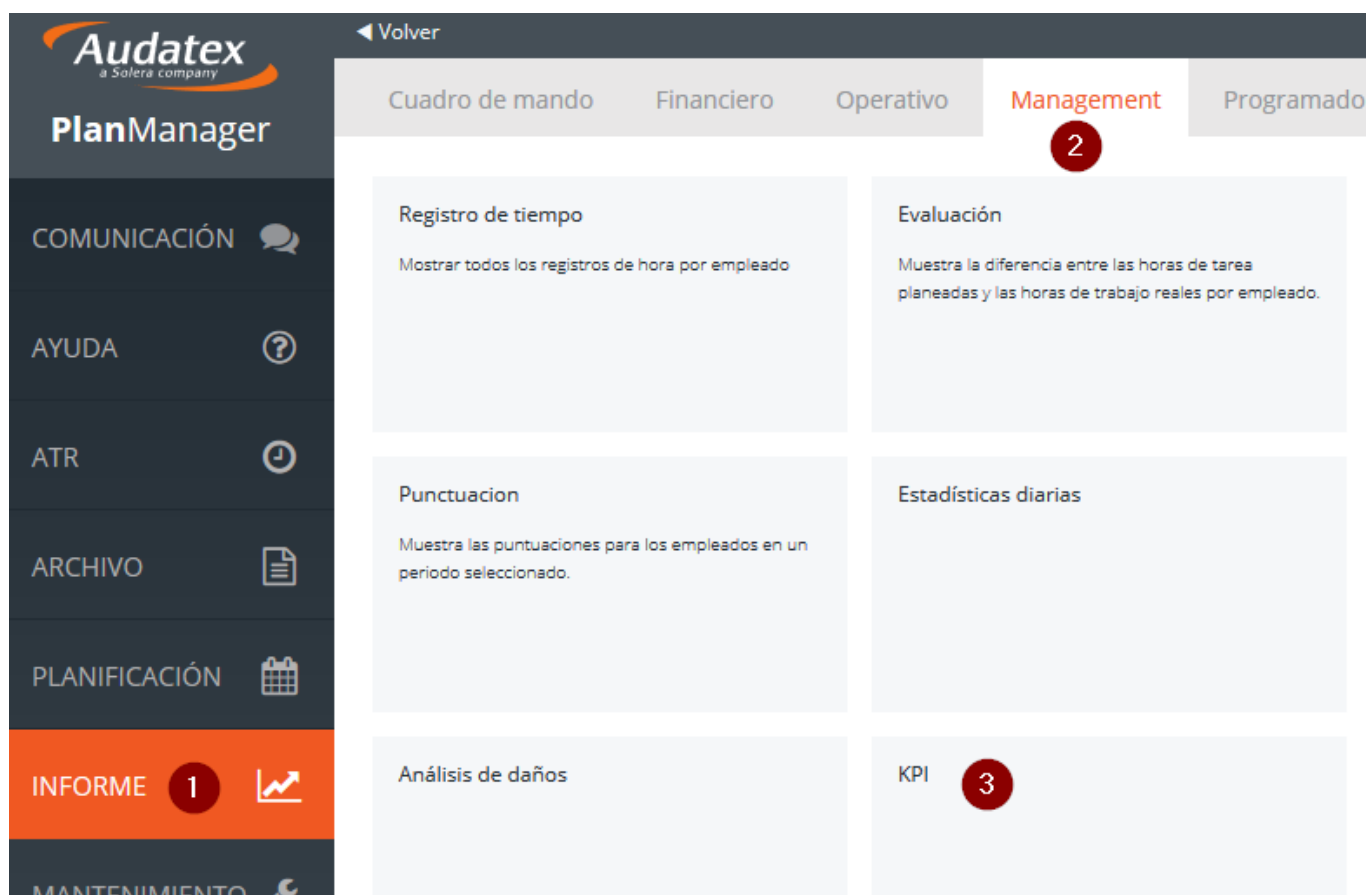 Audatex
a Solera company
PlanManager
COMUNICACIÓN
AYUDA
ATR
ARCHIVO
PLANIFICACIÓN
INFORME 1
MANTENIMIENTO
Volver
Cuadro de mando Financiero Operativo Management Programado
2
Registro de tiempo
Mostrar todos los registros de hora por empleado
Evaluación
Muestra la diferencia entre las horas de tarea
planeadas y las horas de trabajo reales por empleado.
Punctuacion
Muestra las puntuaciones para los empleados en un
periodo seleccionado.
Estadísticas diarias
Análisis de daños
KPI 3